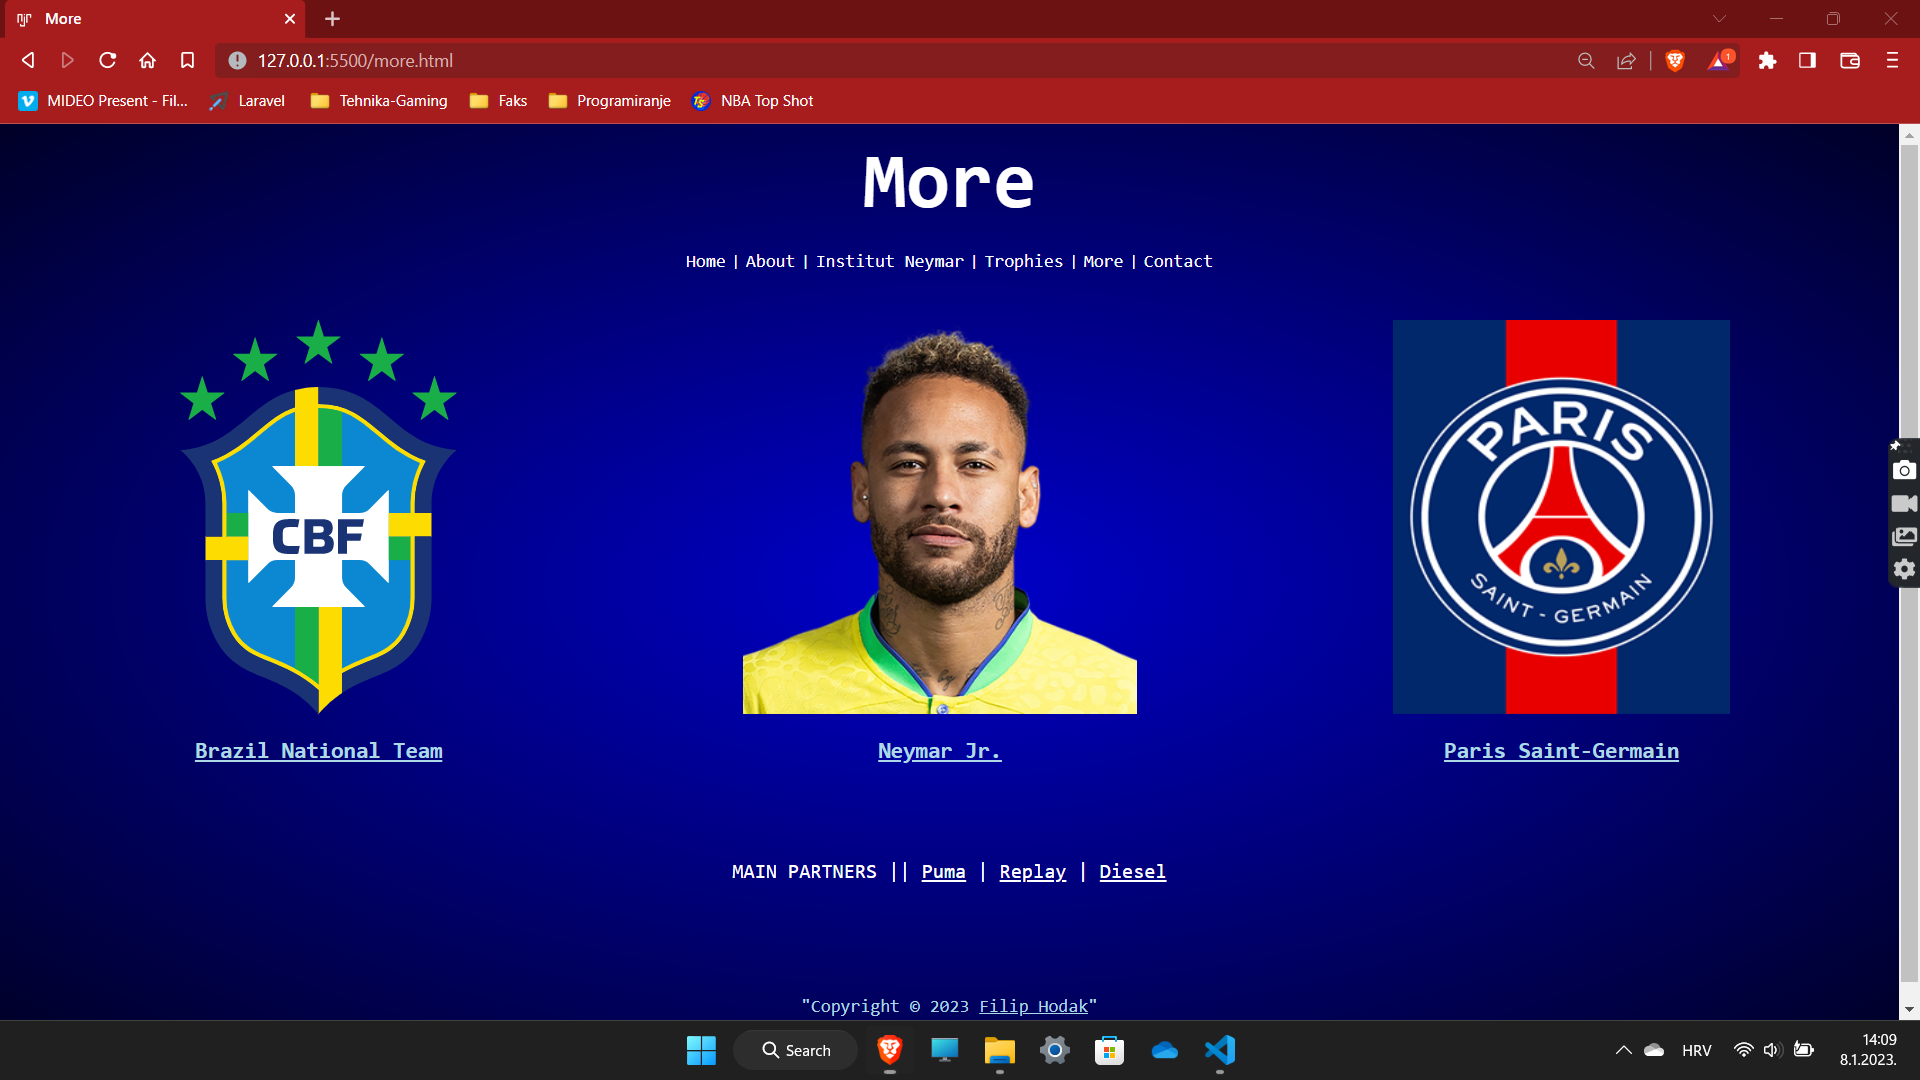 More
127.0.0.1:5500/more.html
1
MIDEO Present - Fil... Laravel Tehnika-Gaming Faks Programiranje TS NBA Top Shot
More
Home | About | Institut Neymar | Trophies | More | Contact
CBF
PARIS
SAINT - GERMAIN
Brazil National Team Neymar Jr. Paris Saint-Germain
MAIN PARTNERS || Puma | Replay | Diesel
"Copyright © 2023 Filip Hodak"
Search
HRV
14:09
8.1.2023.